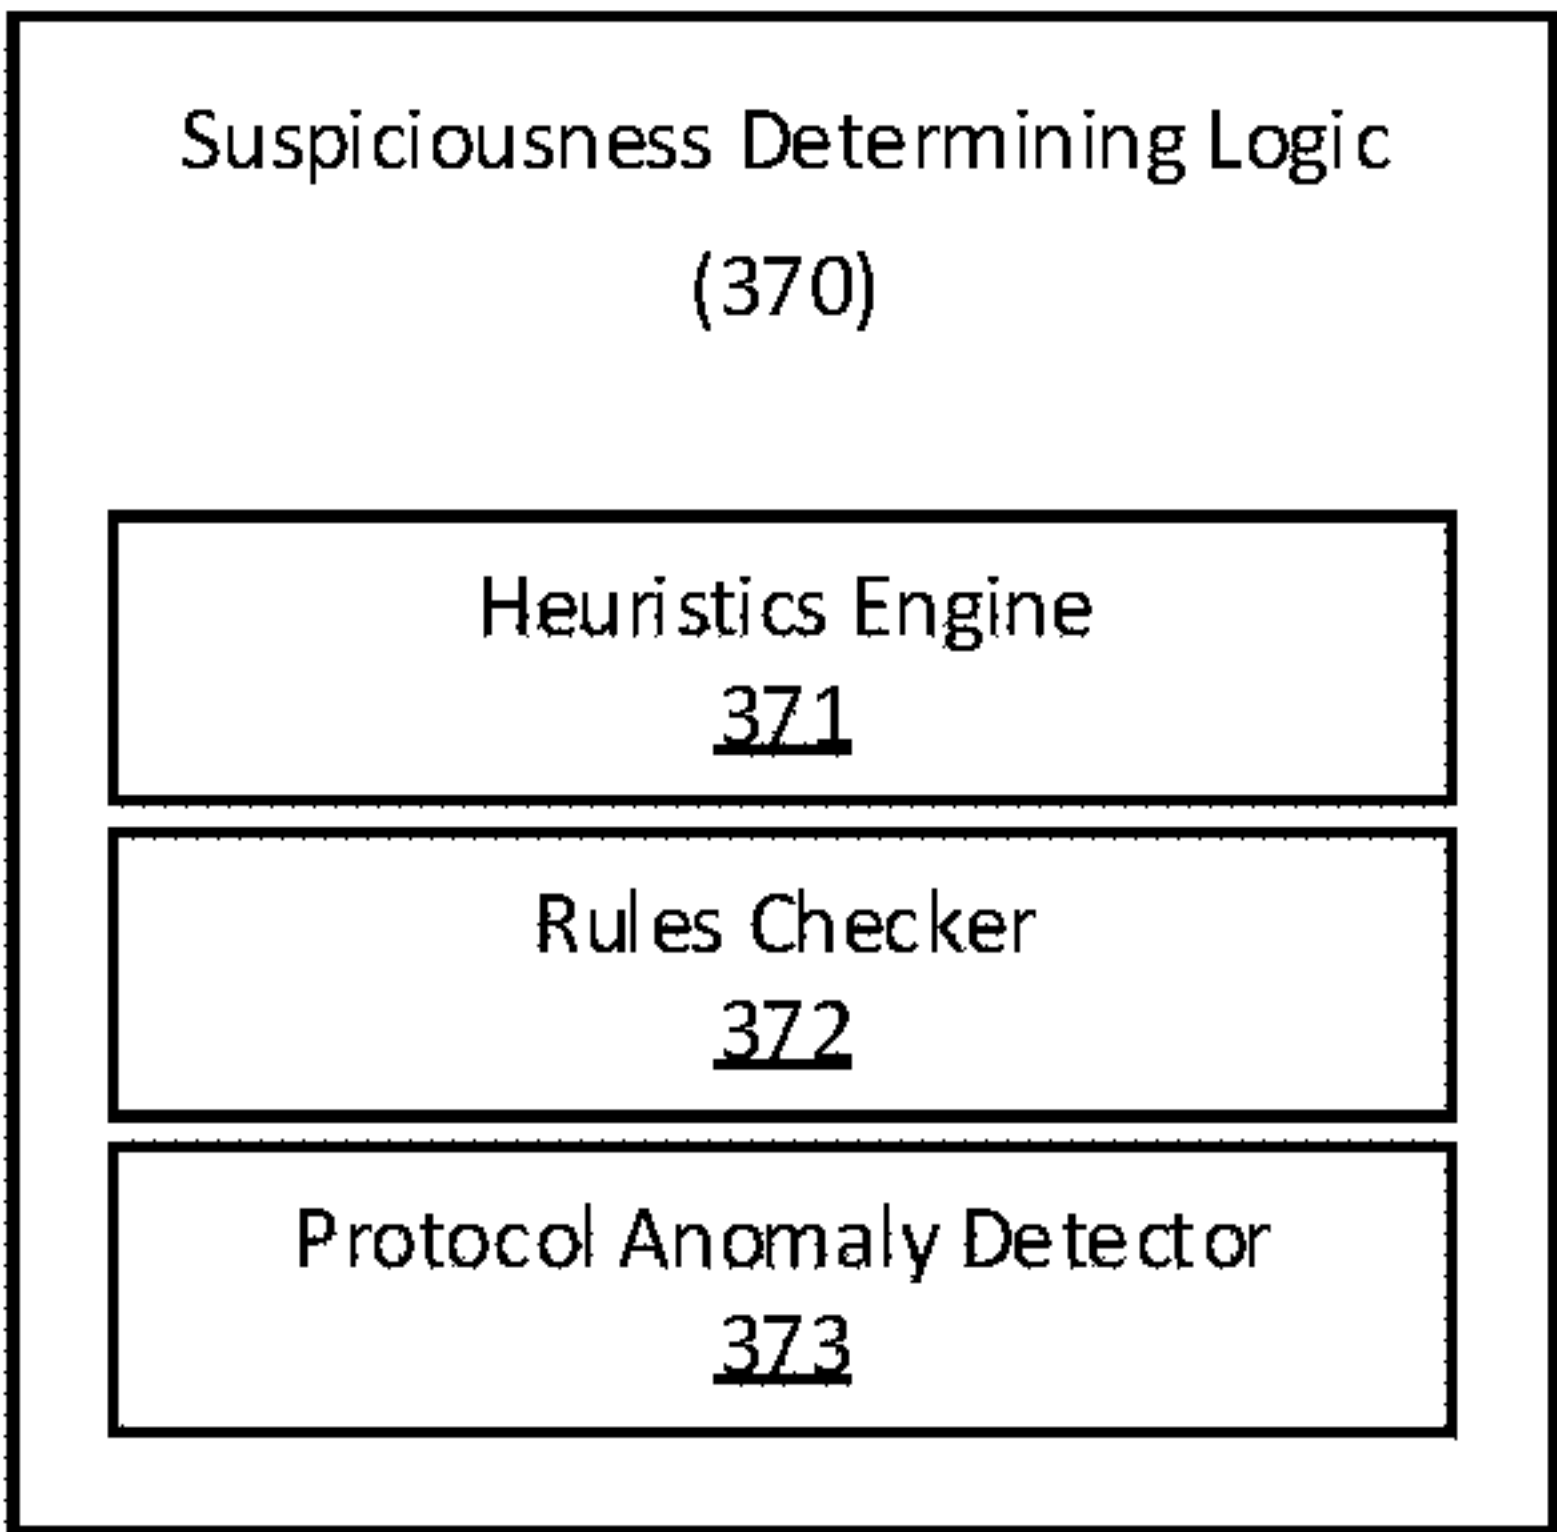 Suspiciousness Determining Logic
(370)
Heuristics Engine
371
Rules Checker
372
Protocol Anomaly Detector
373